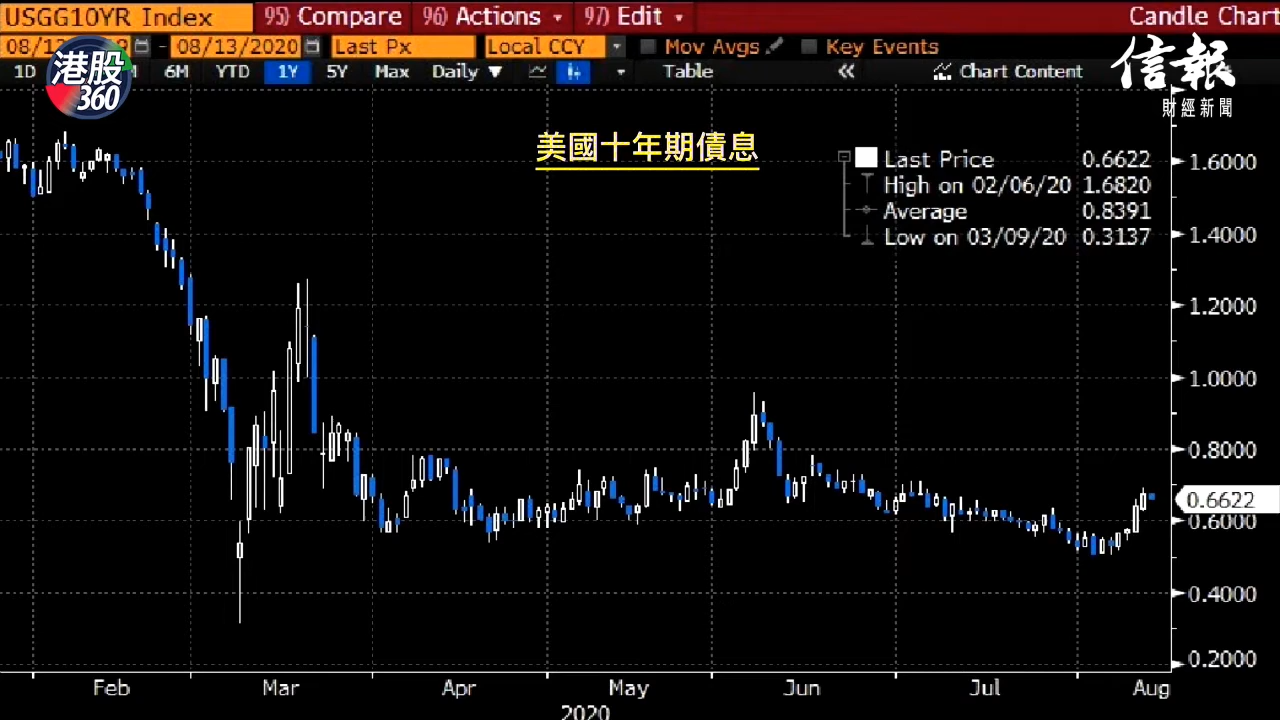 USGG10YR Index 95) Compare 96) Actions 97) Edit Candle Chart
08/13 - 08/13/2020 Last Px Local CCY Mov Avgs Key Events
1D 6M YTD 1Y 5Y Max Daily Table Chart Content
港股
360
信報
財經新聞
美國十年期債息
Last Price 0.6622
High on 02/06/20 1.6820
Average 0.8391
Low on 03/09/20 0.3137
1.6000
1.4000
1.2000
1.0000
0.8000
0.6622
0.6000
0.4000
0.2000
Feb Mar Apr May Jun Jul Aug
2020